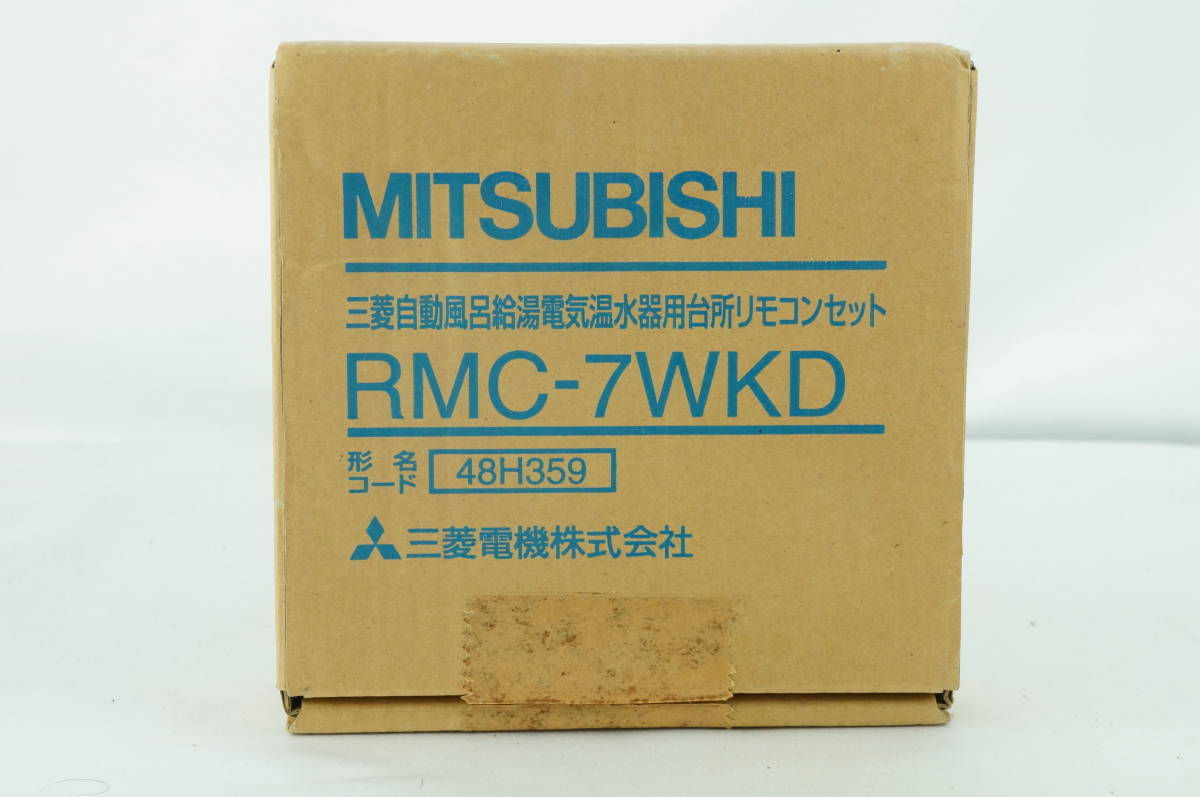 MITSUBISHI
三菱自動風呂給湯電気温水器用台所リモコンセット
RMC-7WKD
形名
コード 48H359
三菱電機株式会社